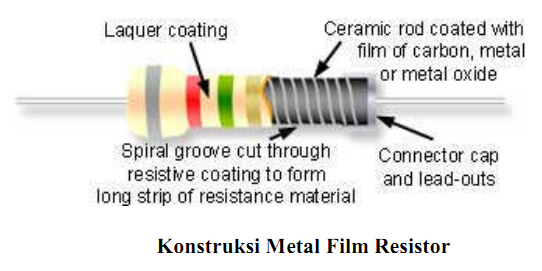 Laquer coating
Ceramic rod coated with
film of carbon, metal
or metal oxide
Spiral groove cut through
resistive coating to form
long strip of resistance material
Connector cap
and lead-outs
Konstruksi Metal Film Resistor